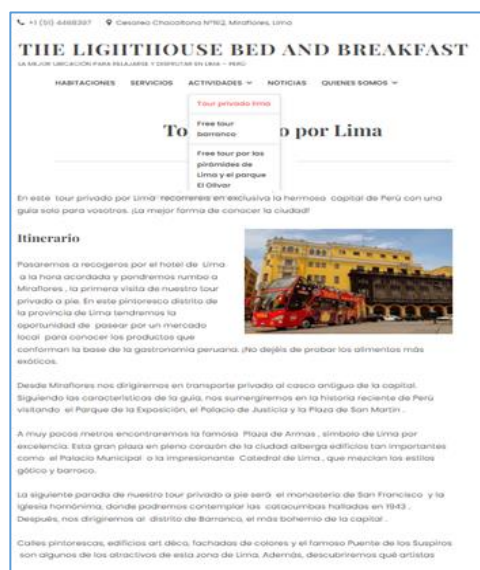 +1 (51) 4468397 Cesareo Chacaltana Nº162, Miraflores, Lima
THE LIGHTHOUSE BED AND BREAKFAST
LA MEJOR UBICACIÓN PARA RELAJARSE Y DISFRUTAR EN LIMA – PERÚ
HABITACIONES SERVICIOS ACTIVIDADES NOTICIAS QUIENES SOMOS
Tour privado lima
Free tour
barranco
Free tour por las
pirámides de
Lima y el parque
El Olivar
To o por Lima
En este tour privado por Lima recorreréis en exclusiva la hermosa capital de Perú con una
guía solo para vosotros. ¡La mejor forma de conocer la ciudad!
Itinerario
Pasaremos a recogeros por el hotel de Lima
a la hora acordada y pondremos rumbo a
Miraflores , la primera visita de nuestro tour
privado a pie. En este pintoresco distrito de
la provincia de Lima tendremos la
oportunidad de pasear por un mercado
local para conocer los productos que
conforman la base de la gastronomía peruana. ¡No dejéis de probar los alimentos más
exóticos.
Desde Miraflores nos dirigiremos en transporte privado al casco antiguo de la capital.
Siguiendo las características de la guía, nos sumergiremos en la historia reciente de Perú
visitando el Parque de la Exposición, el Palacio de Justicia y la Plaza de San Martín .
A muy pocos metros encontraremos la famosa Plaza de Armas , símbolo de Lima por
excelencia. Esta gran plaza en pleno corazón de la ciudad alberga edificios tan importantes
como el Palacio Municipal o la impresionante Catedral de Lima , que mezclan los estilos
gótico y barroco.
La siguiente parada de nuestro tour privado a pie será el monasterio de San Francisco y la
iglesia homónima, donde podremos contemplar las catacumbas halladas en 1943 .
Después, nos dirigiremos al distrito de Barranco, el más bohemio de la capital .
Calles pintorescas, edificios art déco, fachadas de colores y el famoso Puente de los Suspiros
son algunos de los atractivos de esta zona de Lima. Además, descubriremos qué artistas